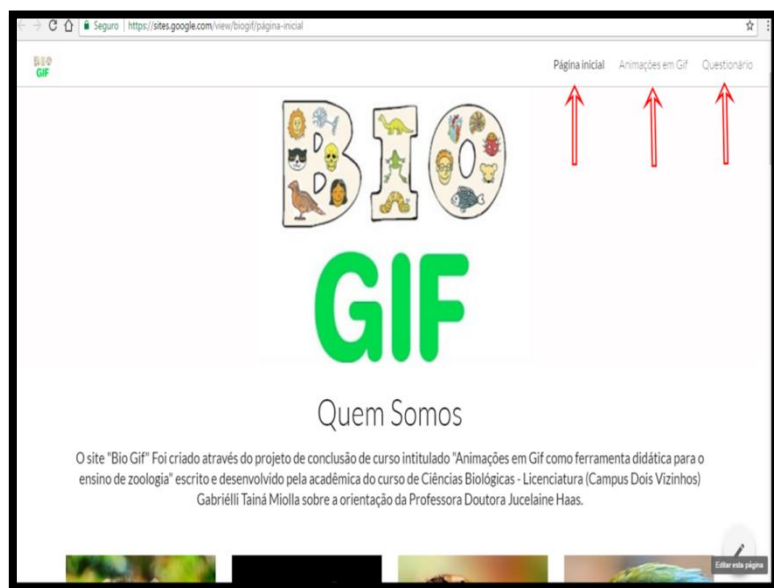 Seguro | https://sites.google.com/view/biogif/página-inicial
BIO
GIF
Página inicial Animações em Gif Questionário
BIO
GIF
Quem Somos
O site "Bio Gif" Foi criado através do projeto de conclusão de curso intitulado "Animações em Gif como ferramenta didática para o
ensino de zoologia" escrito e desenvolvido pela acadêmica do curso de Ciências Biológicas - Licenciatura (Campus Dois Vizinhos)
Gabriélli Tainá Miolla sobre a orientação da Professora Doutora Jucelaine Haas.
Editar esta página